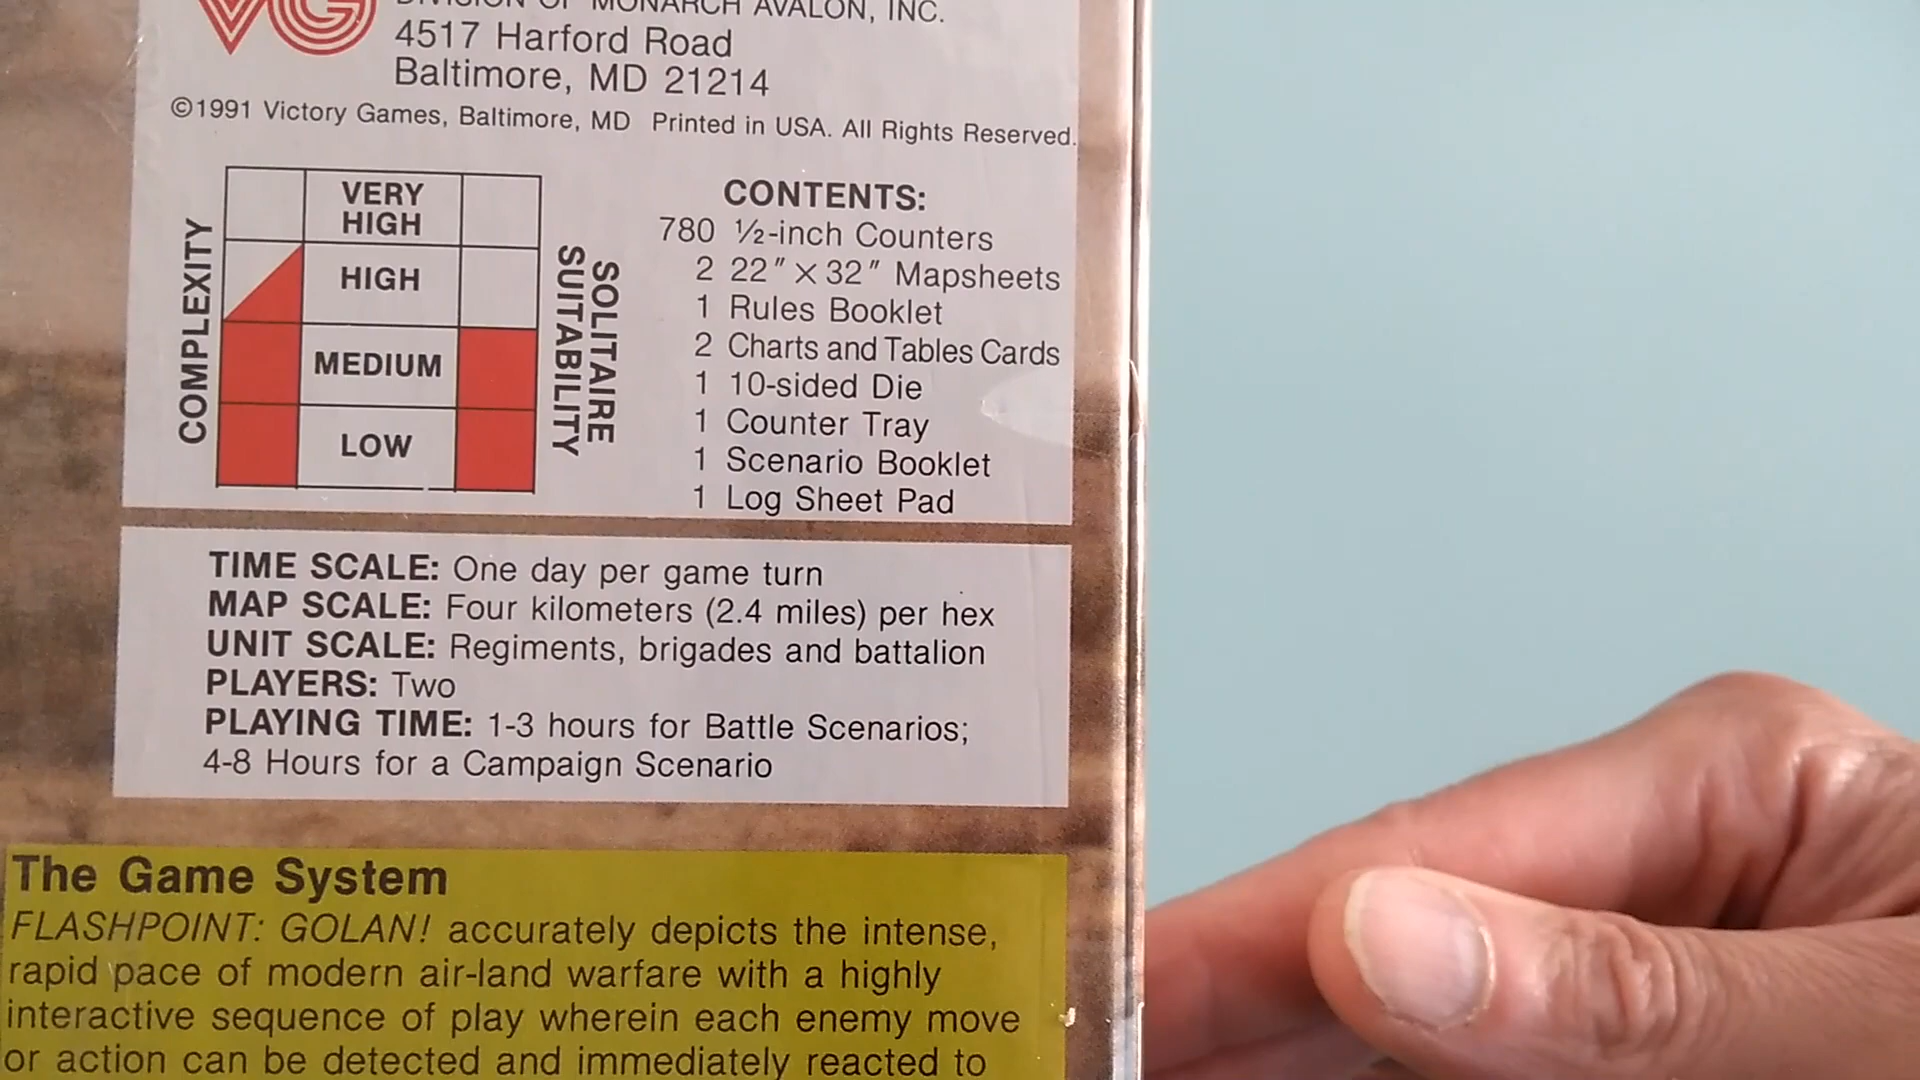 VG
DIVISION OF MONARCH AVALON, INC.
4517 Harford Road
Baltimore, MD 21214
©1991 Victory Games, Baltimore, MD Printed in USA. All Rights Reserved.
COMPLEXITY
VERY
HIGH
HIGH
MEDIUM
LOW
SOLITAIRE
SUITABILITY
CONTENTS:
780 ½-inch Counters
2 22" X 32" Mapsheets
1 Rules Booklet
2 Charts and Tables Cards
1 10-sided Die
1 Counter Tray
1 Scenario Booklet
1 Log Sheet Pad
TIME SCALE: One day per game turn
MAP SCALE: Four kilometers (2.4 miles) per hex
UNIT SCALE: Regiments, brigades and battalion
PLAYERS: Two
PLAYING TIME: 1-3 hours for Battle Scenarios;
4-8 Hours for a Campaign Scenario
The Game System
FLASHPOINT: GOLAN! accurately depicts the intense,
rapid pace of modern air-land warfare with a highly
interactive sequence of play wherein each enemy move
or action can be detected and immediately reacted to